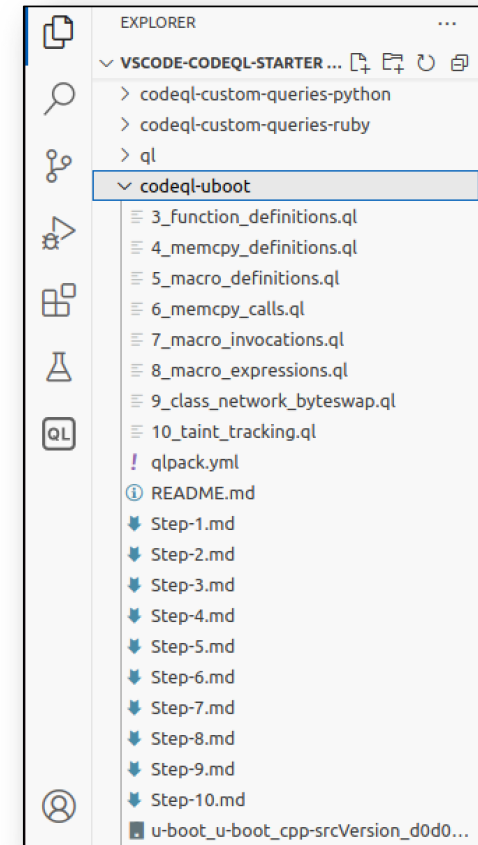 EXPLORER
VSCODE-CODEQL-STARTER ...
codeql-custom-queries-python
codeql-custom-queries-ruby
ql
codeql-uboot
3_function_definitions.ql
4_memcpy_definitions.ql
5_macro_definitions.ql
6_memcpy_calls.ql
7_macro_invocations.ql
8_macro_expressions.ql
9_class_network_byteswap.ql
QL
10_taint_tracking.ql
! qlpack.yml
README.md
Step-1.md
Step-2.md
Step-3.md
Step-4.md
Step-5.md
Step-6.md
Step-7.md
Step-8.md
Step-9.md
Step-10.md
u-boot_u-boot_cpp-srcVersion_d0d0...